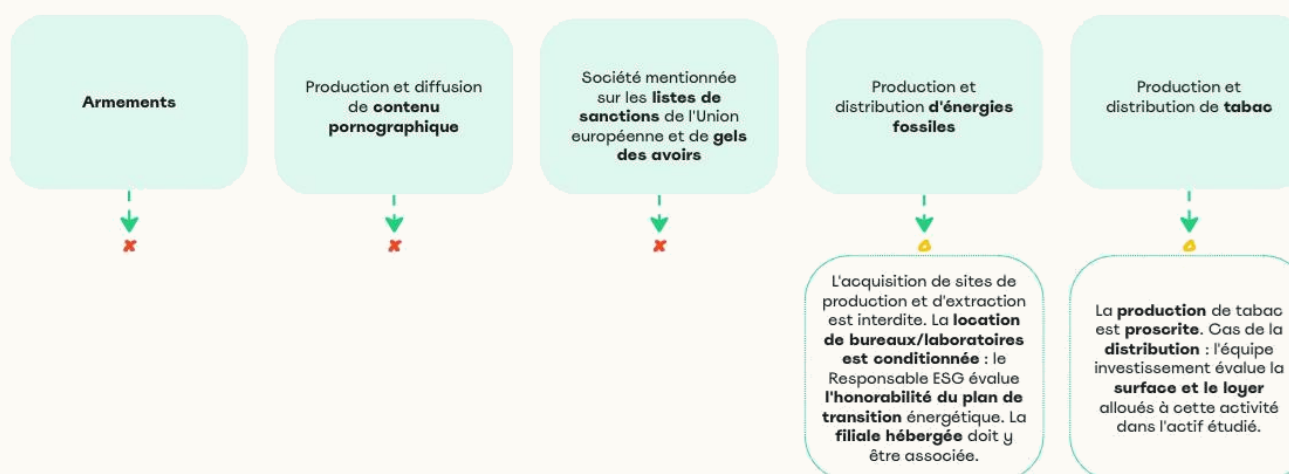 Armements
Production et diffusion
de contenu
pornographique
Société mentionnée
sur les listes de
sanctions de l'Union
européenne et de gels
des avoirs
Production et
distribution d'énergies
fossiles
Production et
distribution de tabac
L'acquisition de sites de
production et d'extraction
est interdite. La location
de bureaux/laboratoires
est conditionnée : le
Responsable ESG évalue
l'honorabilité du plan de
transition énergétique. La
filiale hébergée doit y
être associée.
La production de tabac
est proscrite. Cas de la
distribution : l'équipe
investissement évalue la
surface et le loyer
alloués à cette activité
dans l'actif étudié.